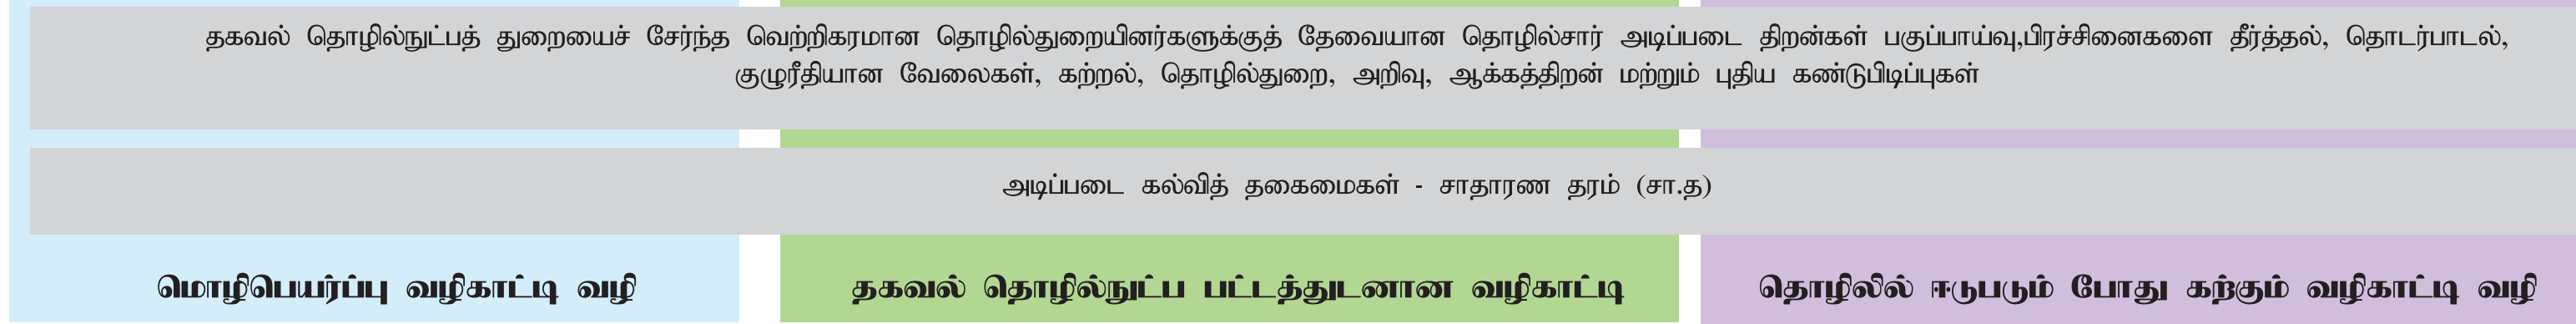 தகவல் தொழில்நுட்பத் துறையைச் சேர்ந்த வெற்றிகரமான தொழில்துறையினர்களுக்குத் தேவையான தொழில்சார் அடிப்படை திறன்கள் பகுப்பாய்வு,பிரச்சினைகளை தீர்த்தல், தொடர்பாடல்,
குழுரீதியான வேலைகள், கற்றல், தொழில்துறை, அறிவு, ஆக்கத்திறன் மற்றும் புதிய கண்டுபிடிப்புகள்
அடிப்படை கல்வித் தகைமைகள் - சாதாரண தரம் (சா.த)
மொழிபெயர்ப்பு வழிகாட்டி வழி
தகவல் தொழில்நுட்ப பட்டத்துடனான வழிகாட்டி
தொழிலில் ஈடுபடும் போது கற்கும் வழிகாட்டி வழி